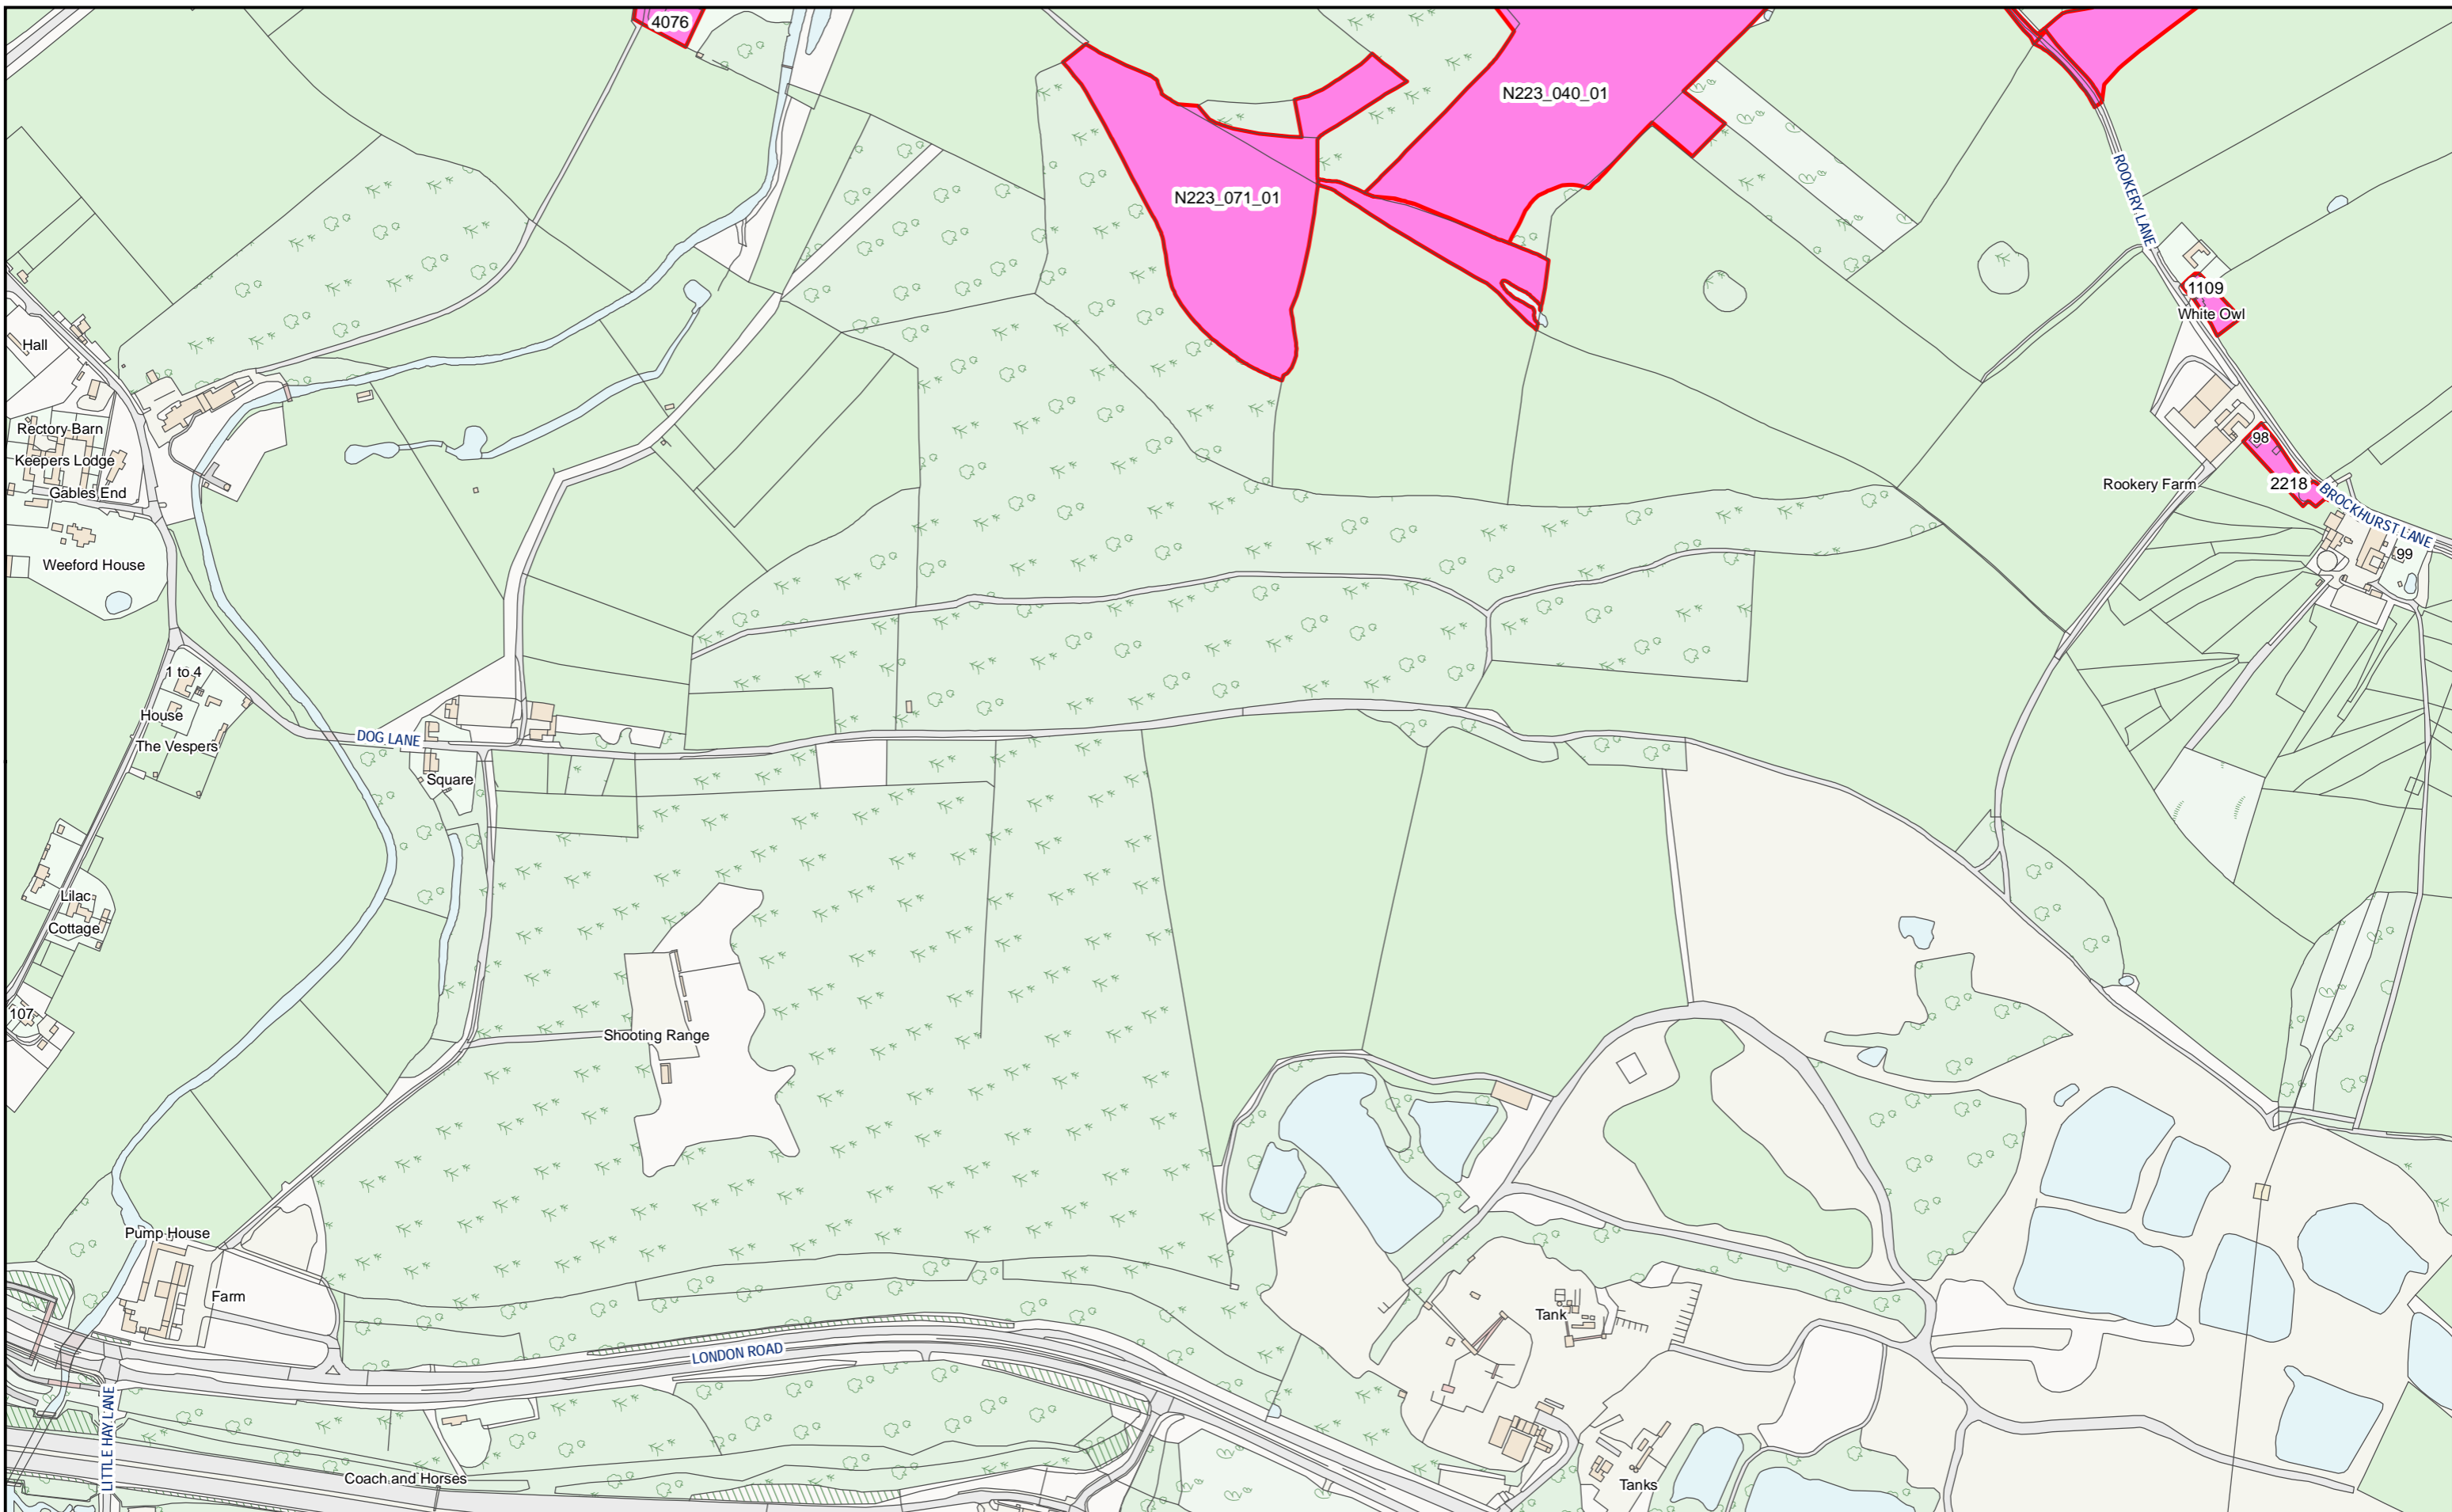 4076
N223_040_01
N223_071_01
ROOKERY LANE
1109
White Owl
Hall
Rectory Barn
Keepers Lodge
Gables End
98
Rookery Farm
2218
BROCKHURST LANE
99
Weeford House
1 to 4
House
The Vespers
DOG LANE
Square
Lilac
Cottage
107
Shooting Range
Pump House
Farm
Tank
LONDON ROAD
LITTLE HAY LANE
Coach and Horses
Tanks